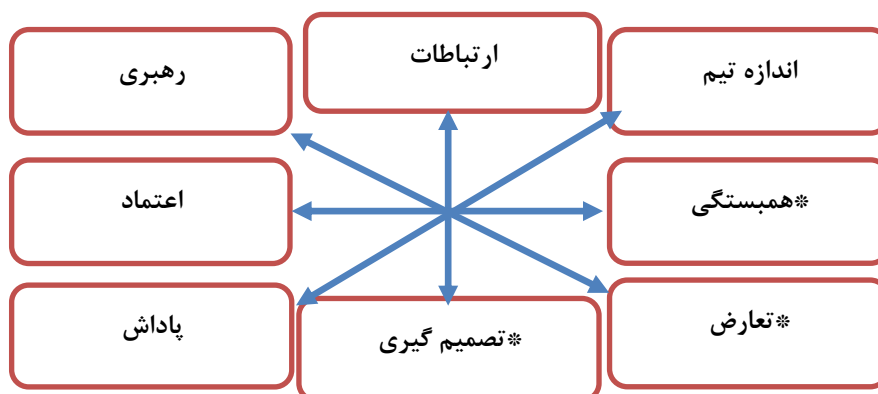 اندازه تیم
ارتباطات
رهبری
*همبستگی
اعتماد
*تعارض
*تصمیم گیری
پاداش